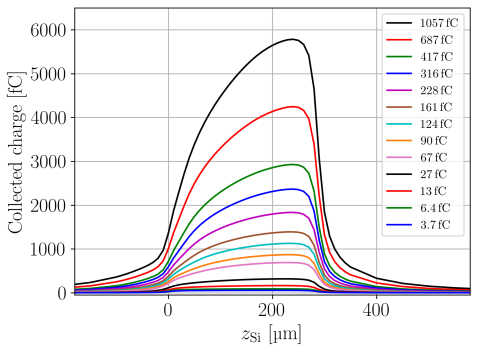 6000
5000
4000
3000
2000
1000
0
Collected charge [fC]
0 200 400
z_Si [µm]
1057 fC
687 fC
417 fC
316 fC
228 fC
161 fC
124 fC
90 fC
67 fC
27 fC
13 fC
6.4 fC
3.7 fC